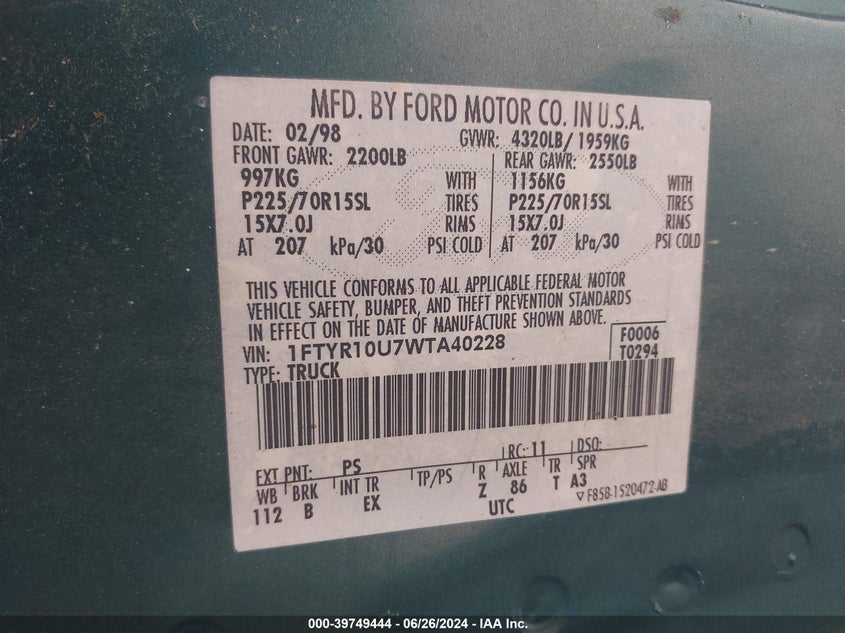 MFD. BY FORD MOTOR CO. IN U.S.A.
DATE: 02/98 GVWR: 4320LB/ 1959KG
FRONT GAWR: 2200LB REAR GAWR: 2550LB
997KG WITH 1156KG WITH
P225/70R15SL TIRES P225/70R15SL TIRES
15X7.0J RIMS 15X7.0J RIMS
AT 207 kPa/30 PSI COLD AT 207 kPa/30 PSI COLD
THIS VEHICLE CONFORMS TO ALL APPLICABLE FEDERAL MOTOR
VEHICLE SAFETY, BUMPER, AND THEFT PREVENTION STANDARDS
IN EFFECT ON THE DATE OF MANUFACTURE SHOWN ABOVE.
F0006
VIN: 1FTYR10U7WTA40228 T0294
TYPE: TRUCK
EXT PNT: PS RC: 11 DSO:
WB BRK INT TR TP/PS R AXLE TR SPR
112 B EX Z 86 T A3
UTC F85B-1520472-AB
000-39749444 - 06/26/2024 - IAA Inc.